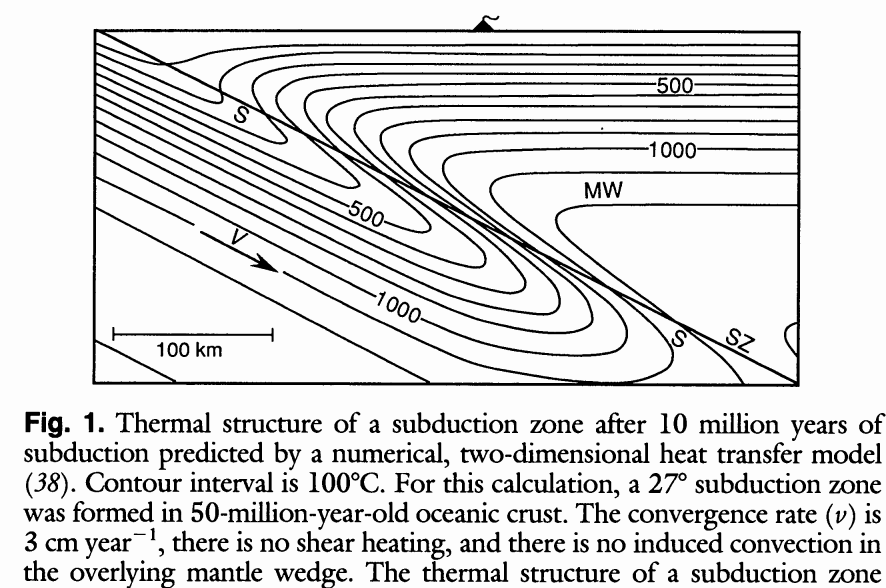 500
1000
MW
S
500
V
1000
100 km
S
SZ
Fig. 1. Thermal structure of a subduction zone after 10 million years of
subduction predicted by a numerical, two-dimensional heat transfer model
(38). Contour interval is 100°C. For this calculation, a 27° subduction zone
was formed in 50-million-year-old oceanic crust. The convergence rate (v) is
3 cm year⁻¹, there is no shear heating, and there is no induced convection in
the overlying mantle wedge. The thermal structure of a subduction zone